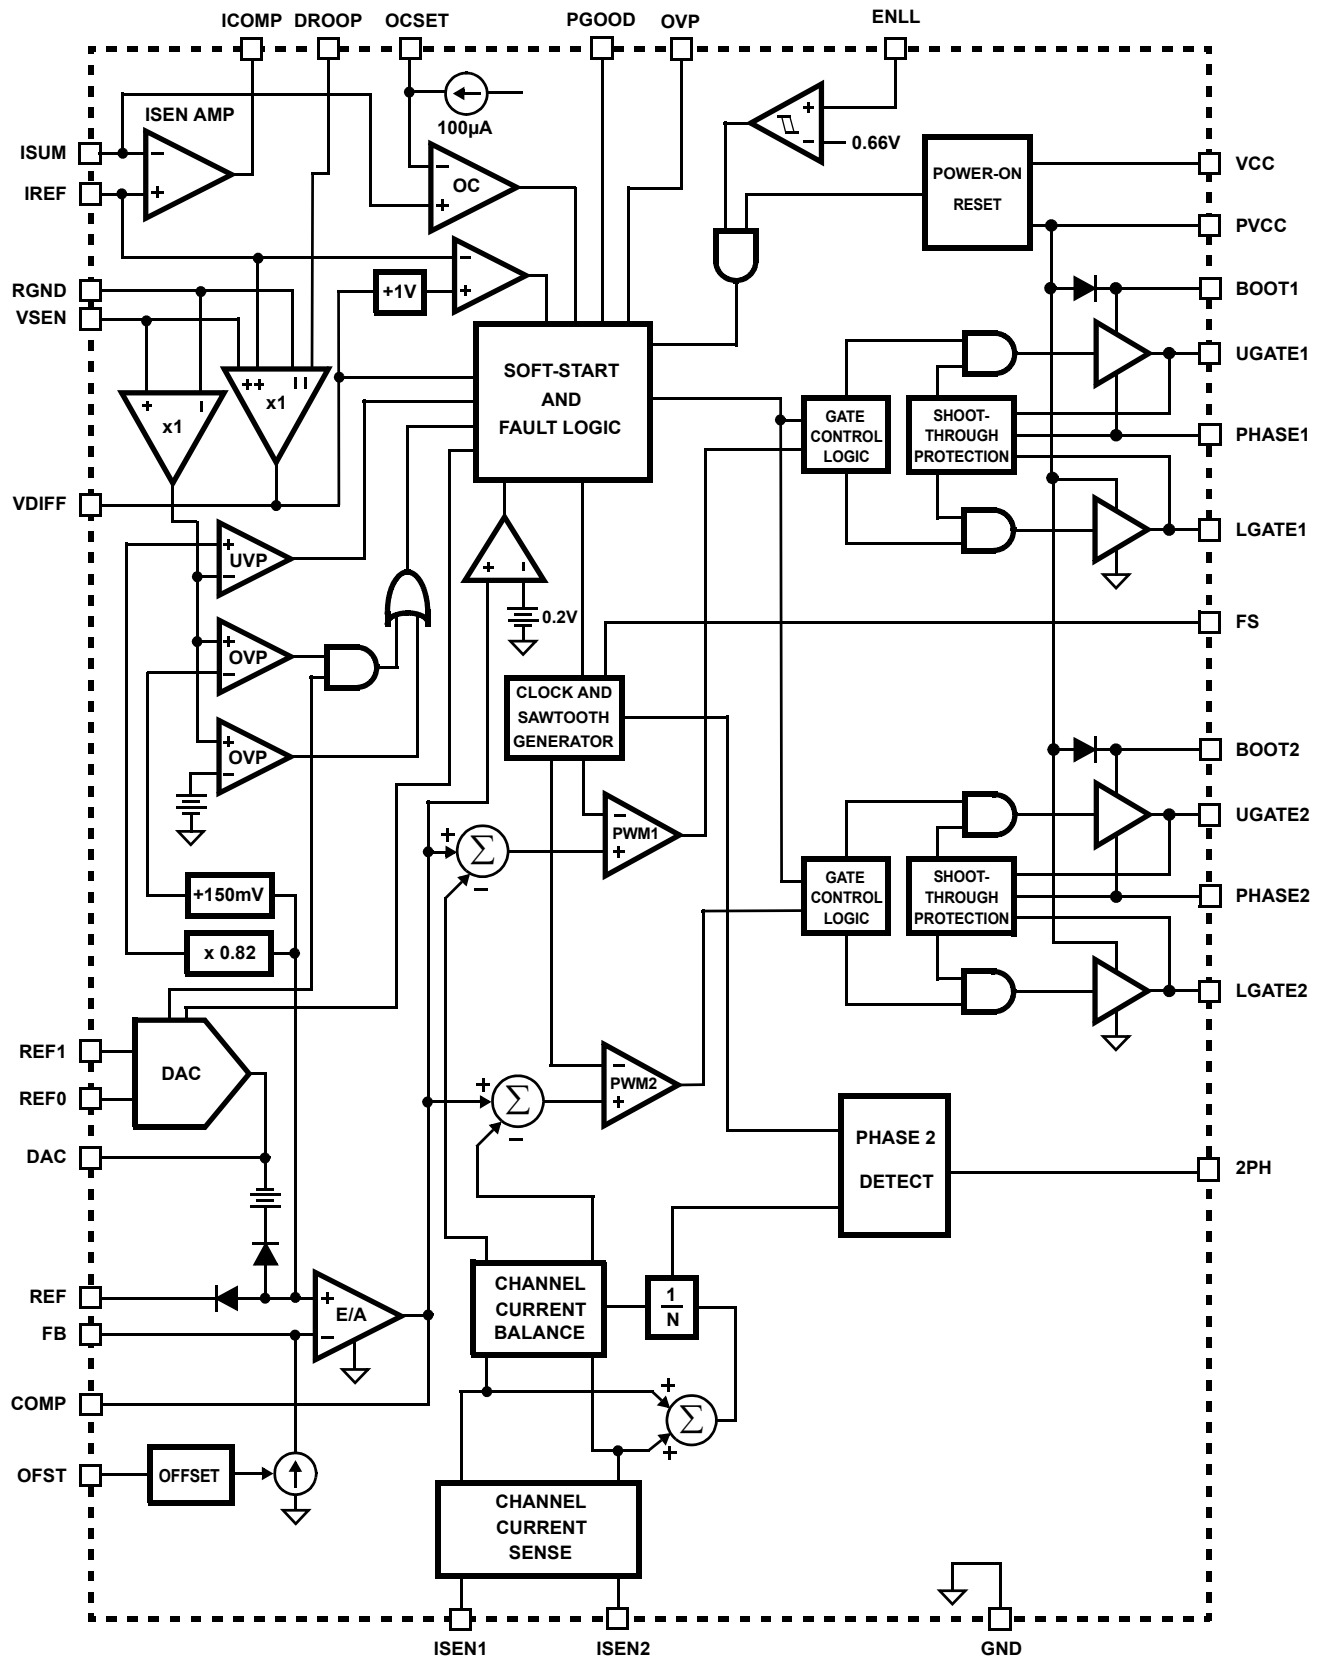 ICOMP DROOP OCSET PGOOD OVP ENLL
ISEN AMP
100µA
+
−
0.66V
ISUM
−
IREF
+
−
OC
+
POWER-ON
RESET
VCC
PVCC
−
+1V
+
RGND
VSEN
BOOT1
UGATE1
+ −
x1
++ − −
x1
SOFT-START
AND
FAULT LOGIC
GATE
CONTROL
LOGIC
SHOOT-
THROUGH
PROTECTION
PHASE1
VDIFF
LGATE1
+
UVP
−
+ −
0.2V
FS
+
OVP
−
CLOCK AND
SAWTOOTH
GENERATOR
+
OVP
−
BOOT2
UGATE2
−
PWM1
+
+
Σ
−
GATE
CONTROL
LOGIC
SHOOT-
THROUGH
PROTECTION
PHASE2
+150mV
x 0.82
LGATE2
REF1
DAC
REF0
−
PWM2
+
+
Σ
−
PHASE 2
DETECT
2PH
DAC
REF
+
E/A
−
FB
CHANNEL
CURRENT
BALANCE
1
N
COMP
+
Σ
+
OFST
OFFSET
CHANNEL
CURRENT
SENSE
ISEN1 ISEN2 GND